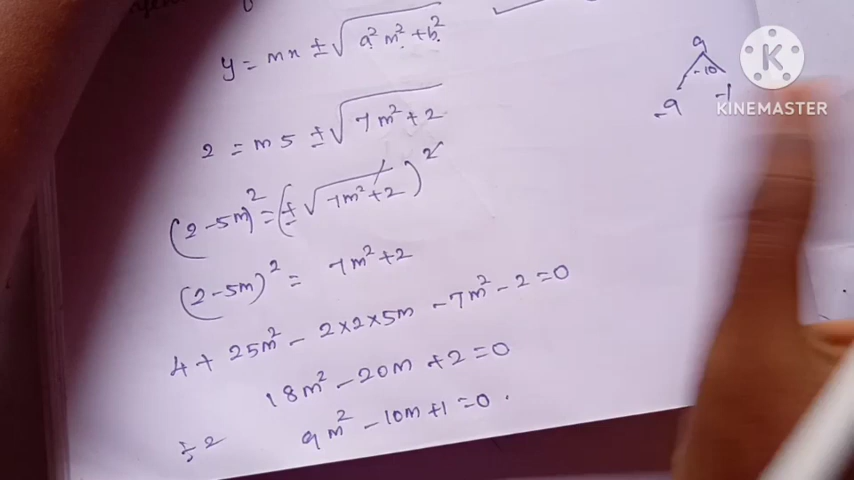 y = mx ± √a²m² + b²
2 = m5 ± √7m² + 2
(2-5m)² = (± √7m² + 2)²
(2-5m)² = 7m² + 2
4 + 25m² - 2×2×5m - 7m² - 2 = 0
18m² - 20m + 2 = 0
÷2 9m² - 10m + 1 = 0.
9
-10
-9 -1
K
KINEMASTER